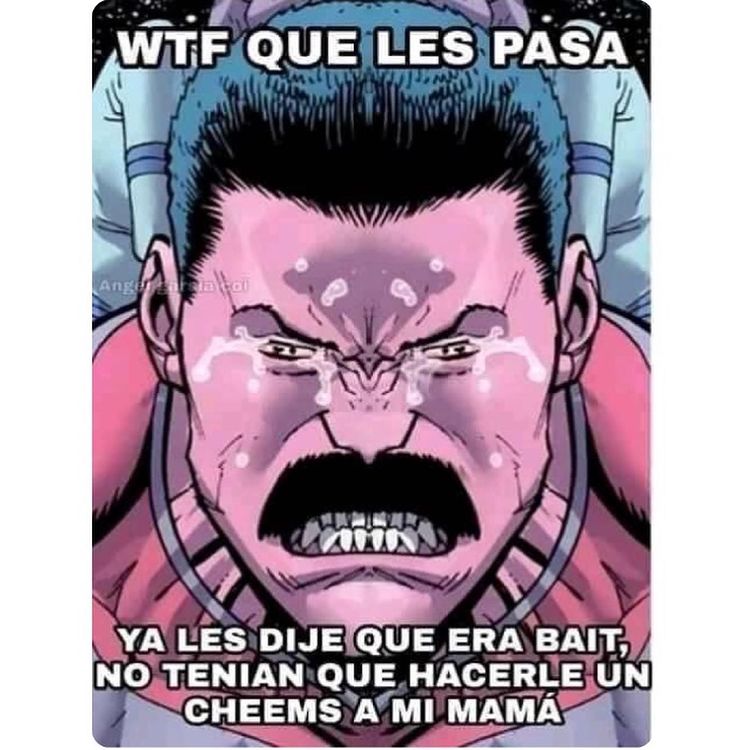 WTF QUE LES PASA
YA LES DIJE QUE ERA BAIT,
NO TENIAN QUE HACERLE UN
CHEEMS A MI MAMÁ